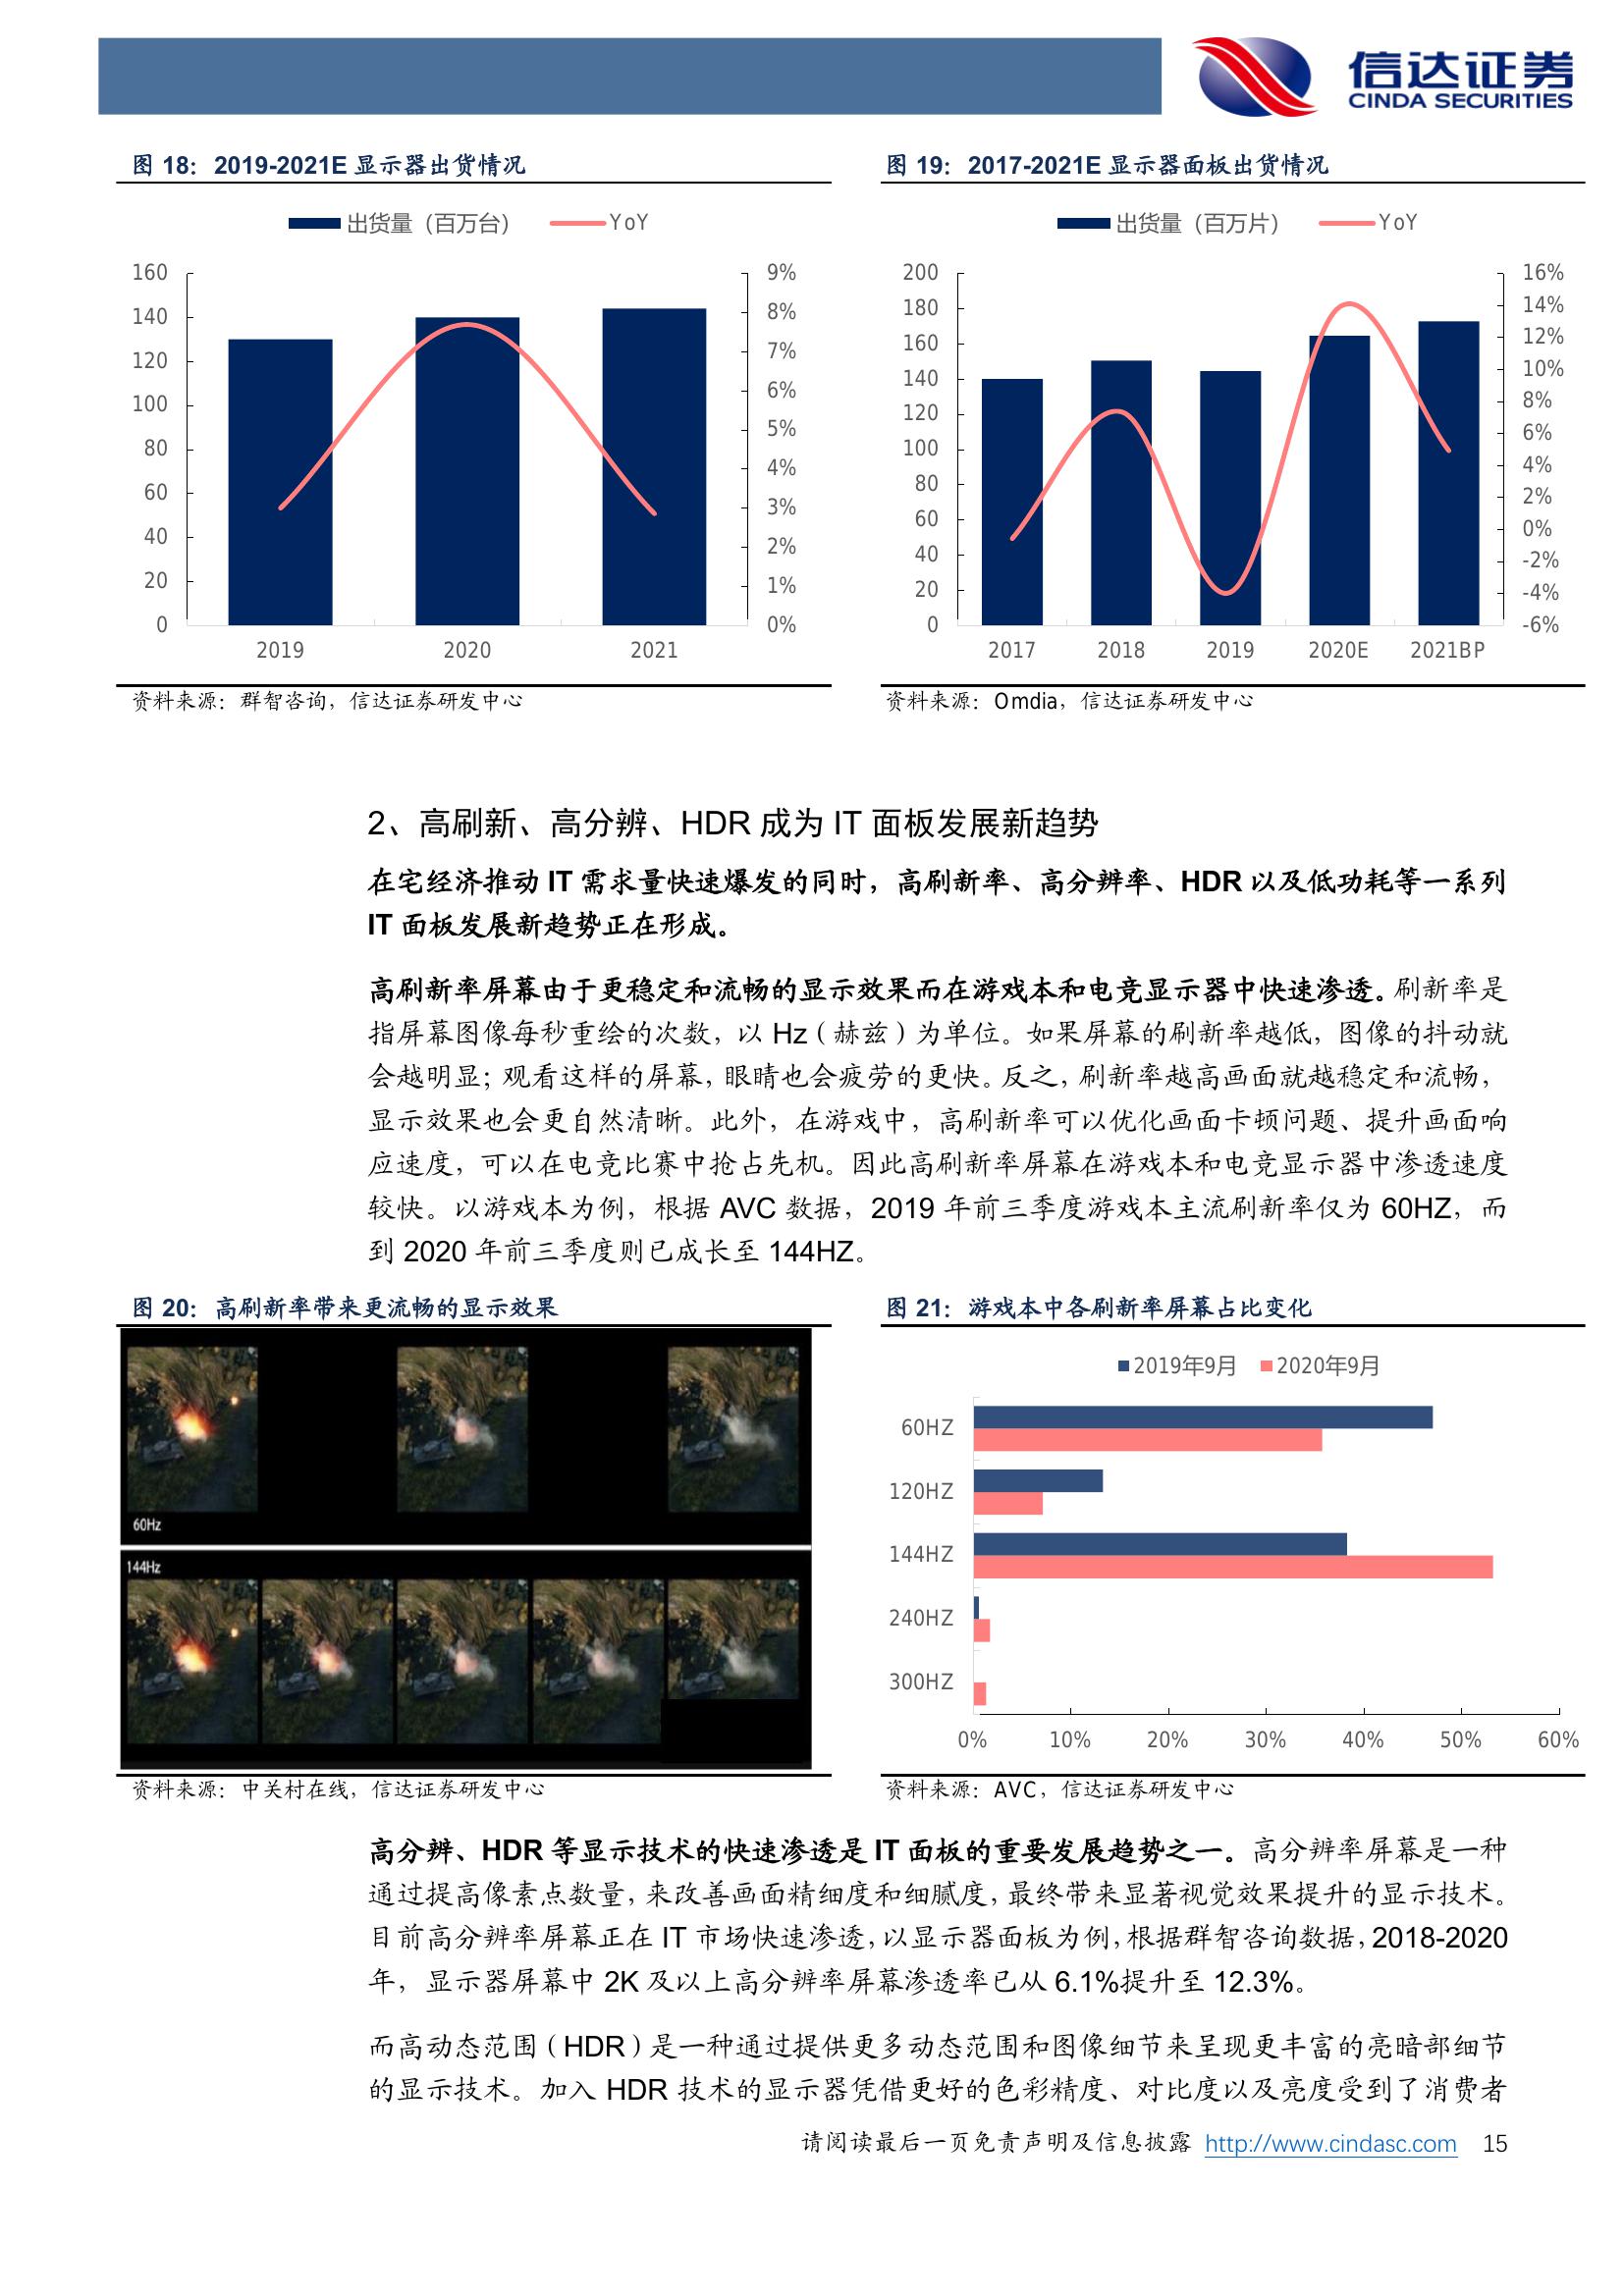 信达证券
CINDA SECURITIES
图 18：2019-2021E 显示器出货情况
出货量（百万台） YoY
160
140
120
100
80
60
40
20
0
9%
8%
7%
6%
5%
4%
3%
2%
1%
0%
2019 2020 2021
资料来源：群智咨询，信达证券研发中心
图 19：2017-2021E 显示器面板出货情况
出货量（百万片） YoY
200
180
160
140
120
100
80
60
40
20
0
16%
14%
12%
10%
8%
6%
4%
2%
0%
-2%
-4%
-6%
2017 2018 2019 2020E 2021BP
资料来源：Omdia，信达证券研发中心
2、高刷新、高分辨、HDR 成为 IT 面板发展新趋势
在宅经济推动 IT 需求量快速爆发的同时，高刷新率、高分辨率、HDR 以及低功耗等一系列
IT 面板发展新趋势正在形成。
高刷新率屏幕由于更稳定和流畅的显示效果而在游戏本和电竞显示器中快速渗透。刷新率是
指屏幕图像每秒重绘的次数，以 Hz（赫兹）为单位。如果屏幕的刷新率越低，图像的抖动就
会越明显；观看这样的屏幕，眼睛也会疲劳的更快。反之，刷新率越高画面就越稳定和流畅，
显示效果也会更自然清晰。此外，在游戏中，高刷新率可以优化画面卡顿问题、提升画面响
应速度，可以在电竞比赛中抢占先机。因此高刷新率屏幕在游戏本和电竞显示器中渗透速度
较快。以游戏本为例，根据 AVC 数据，2019 年前三季度游戏本主流刷新率仅为 60HZ，而
到 2020 年前三季度则已成长至 144HZ。
图 20：高刷新率带来更流畅的显示效果
60Hz
144Hz
资料来源：中关村在线，信达证券研发中心
图 21：游戏本中各刷新率屏幕占比变化
2019年9月 2020年9月
60HZ
120HZ
144HZ
240HZ
300HZ
0% 10% 20% 30% 40% 50% 60%
资料来源：AVC，信达证券研发中心
高分辨、HDR 等显示技术的快速渗透是 IT 面板的重要发展趋势之一。高分辨率屏幕是一种
通过提高像素点数量，来改善画面精细度和细腻度，最终带来显著视觉效果提升的显示技术。
目前高分辨率屏幕正在 IT 市场快速渗透，以显示器面板为例，根据群智咨询数据，2018-2020
年，显示器屏幕中 2K 及以上高分辨率屏幕渗透率已从 6.1%提升至 12.3%。
而高动态范围（HDR）是一种通过提供更多动态范围和图像细节来呈现更丰富的亮暗部细节
的显示技术。加入 HDR 技术的显示器凭借更好的色彩精度、对比度以及亮度受到了消费者
请阅读最后一页免责声明及信息披露 http://www.cindasc.com 15